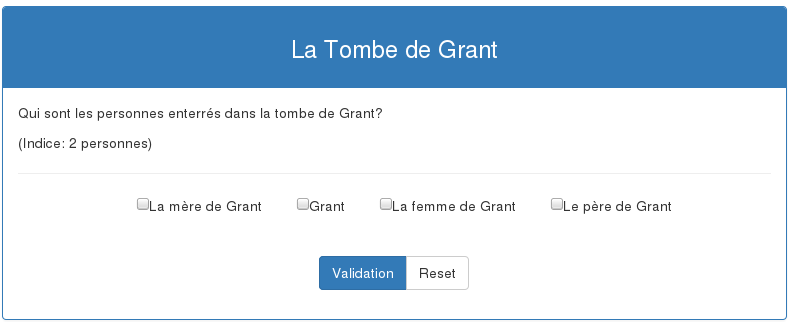 La Tombe de Grant
Qui sont les personnes enterrés dans la tombe de Grant?
(Indice: 2 personnes)
La mère de Grant Grant La femme de Grant Le père de Grant
Validation Reset